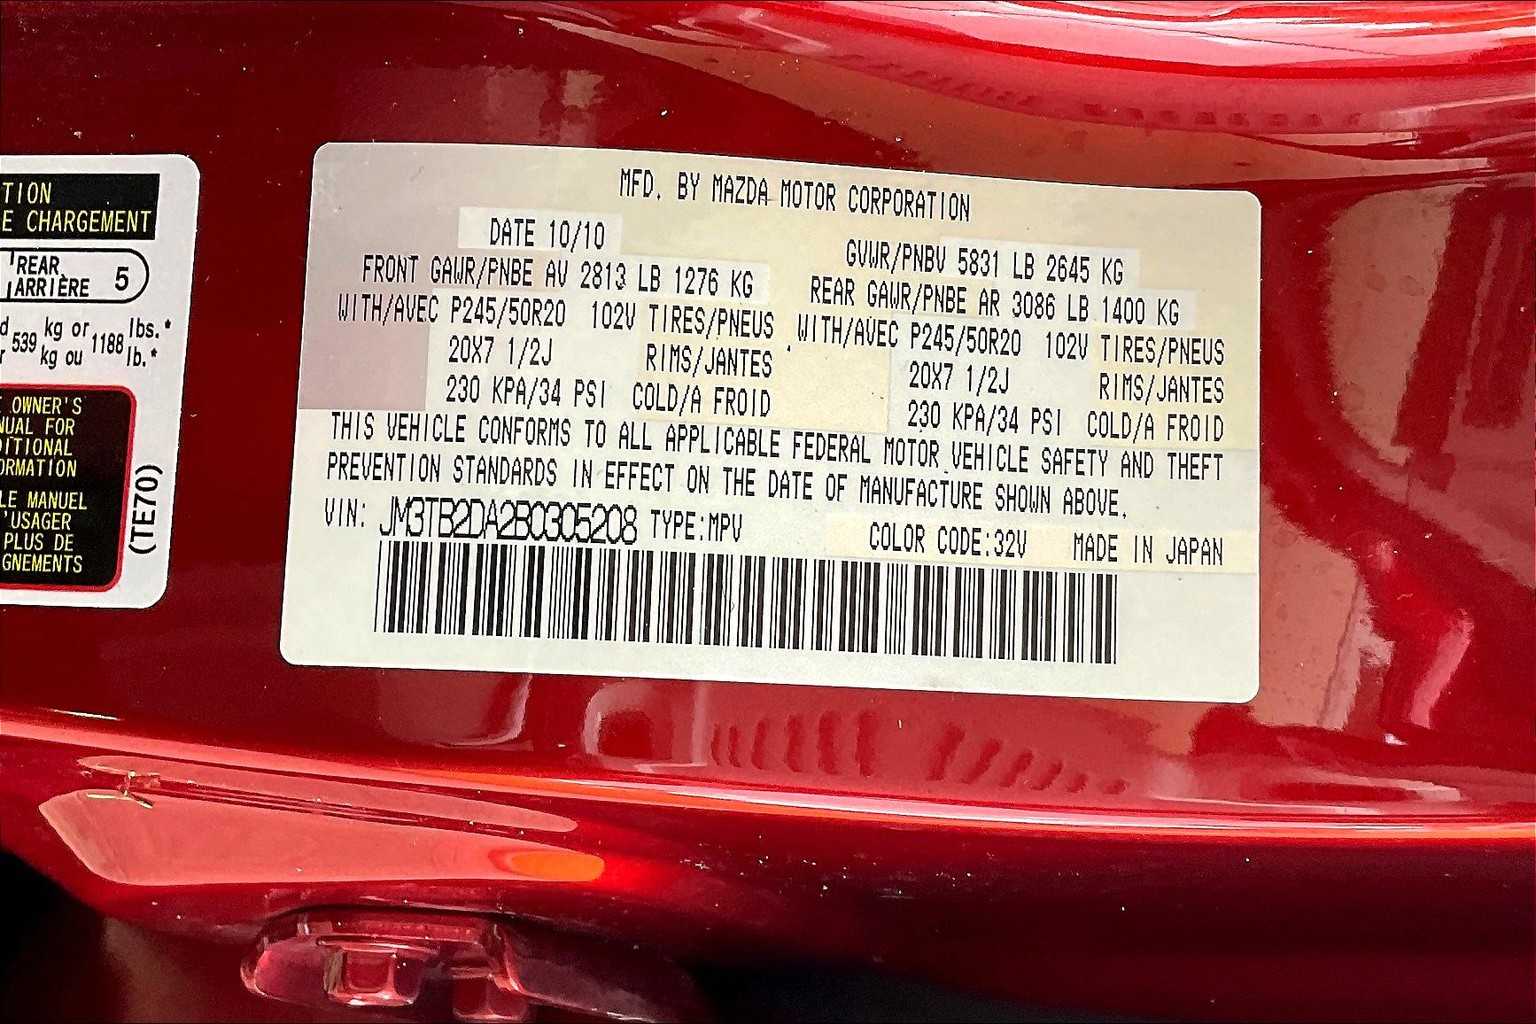 TION
E CHARGEMENT
REAR
ARRIÈRE 5
539 kg or 1188 lbs.*
kg ou lb.*
OWNER'S
FOR
(TE70)
LE MANUEL
PLUS DE
MFD. BY MAZDA MOTOR CORPORATION
DATE 10/10
GVWR/PNBV 5831 LB 2645 KG
FRONT GAWR/PNBE AV 2813 LB 1276 KG
REAR GAWR/PNBE AR 3086 LB 1400 KG
WITH/AVEC P245/50R20 102V TIRES/PNEUS
WITH/AVEC P245/50R20 102V TIRES/PNEUS
20X7 1/2J RIMS/JANTES
20X7 1/2J RIMS/JANTES
230 KPA/34 PSI COLD/A FROID
230 KPA/34 PSI COLD/A FROID
THIS VEHICLE CONFORMS TO ALL APPLICABLE FEDERAL MOTOR VEHICLE SAFETY AND THEFT
PREVENTION STANDARDS IN EFFECT ON THE DATE OF MANUFACTURE SHOWN ABOVE.
VIN: JM3TB2DA2B0305208 TYPE:MPV COLOR CODE:32V MADE IN JAPAN